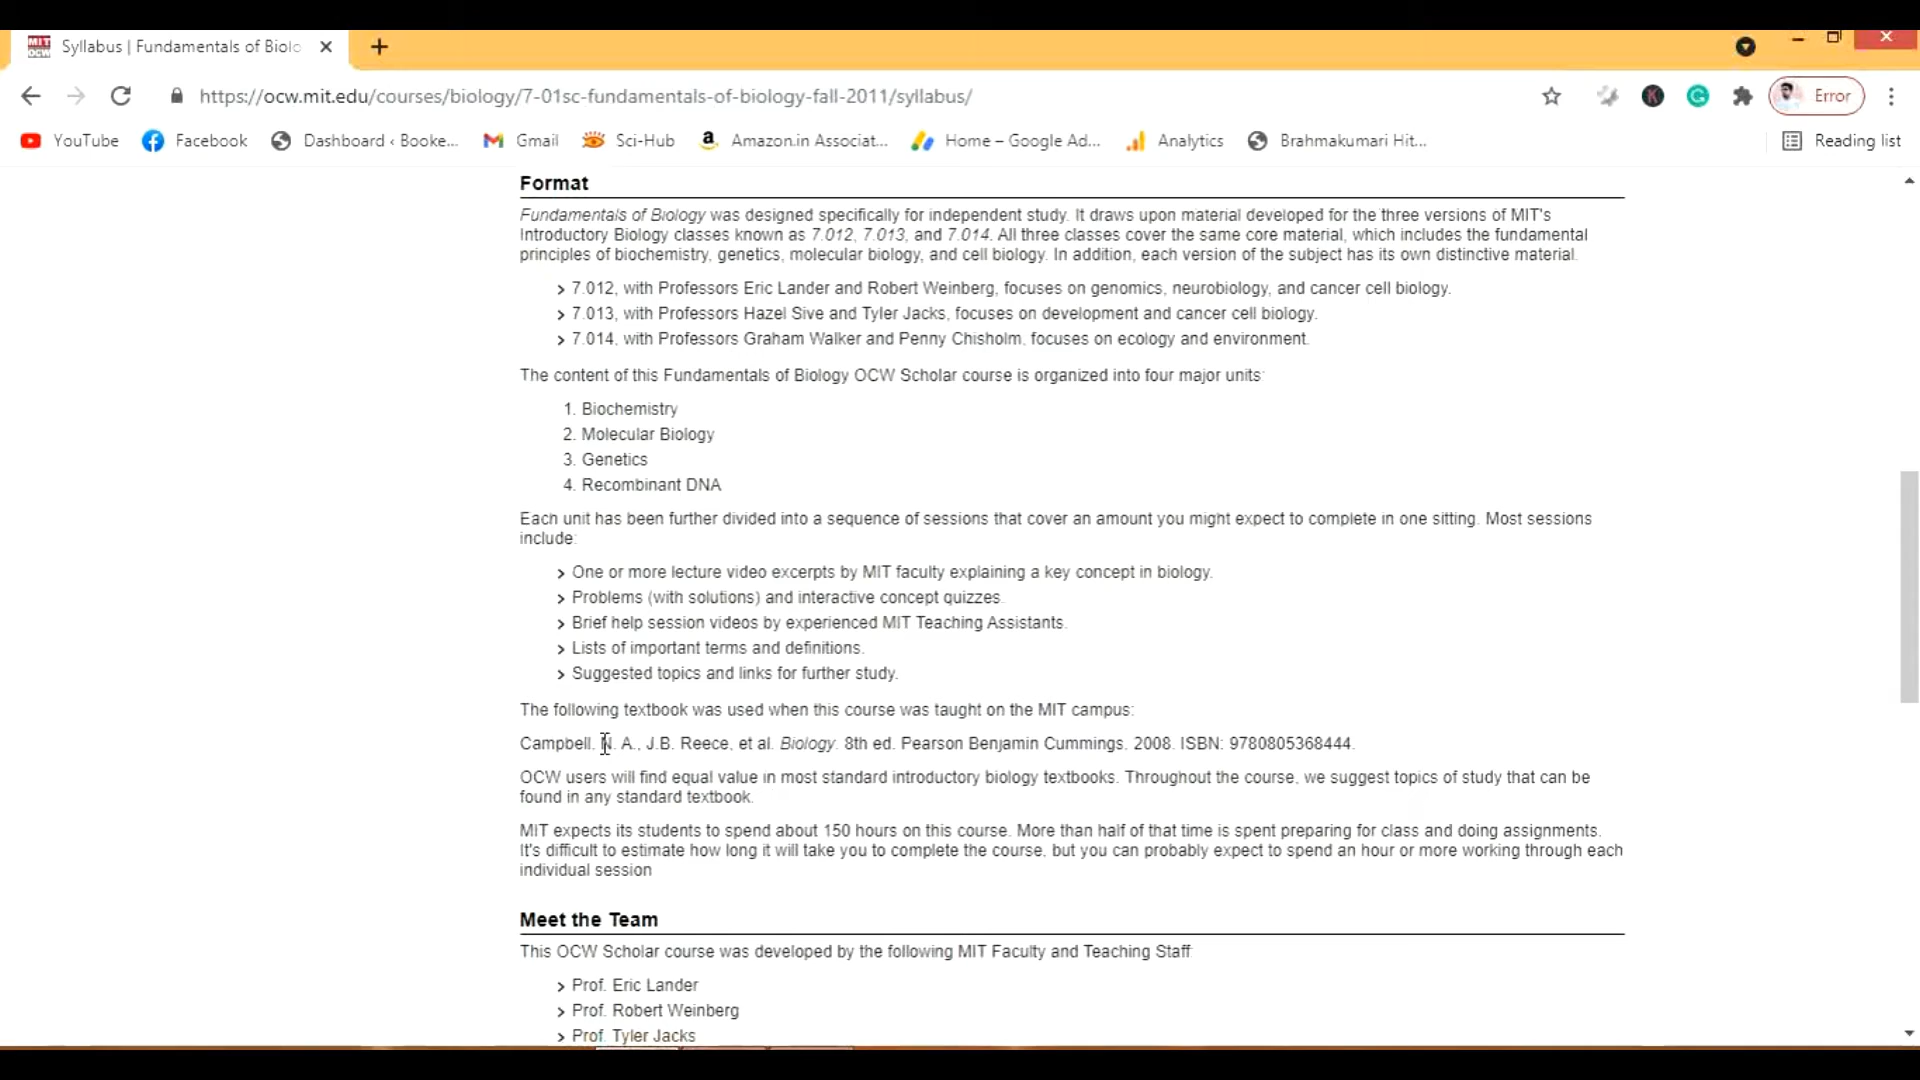 Syllabus | Fundamentals of Biolo
https://ocw.mit.edu/courses/biology/7-01sc-fundamentals-of-biology-fall-2011/syllabus/
Error
YouTube Facebook Dashboard ‹ Booke... Gmail Sci-Hub Amazon.in Associat... Home – Google Ad... Analytics Brahmakumari Hit... Reading list
Format
Fundamentals of Biology was designed specifically for independent study. It draws upon material developed for the three versions of MIT's
Introductory Biology classes known as 7.012, 7.013, and 7.014. All three classes cover the same core material, which includes the fundamental
principles of biochemistry, genetics, molecular biology, and cell biology. In addition, each version of the subject has its own distinctive material.
7.012, with Professors Eric Lander and Robert Weinberg, focuses on genomics, neurobiology, and cancer cell biology.
7.013, with Professors Hazel Sive and Tyler Jacks, focuses on development and cancer cell biology.
7.014, with Professors Graham Walker and Penny Chisholm, focuses on ecology and environment.
The content of this Fundamentals of Biology OCW Scholar course is organized into four major units:
1. Biochemistry
2. Molecular Biology
3. Genetics
4. Recombinant DNA
Each unit has been further divided into a sequence of sessions that cover an amount you might expect to complete in one sitting. Most sessions
include:
One or more lecture video excerpts by MIT faculty explaining a key concept in biology.
Problems (with solutions) and interactive concept quizzes.
Brief help session videos by experienced MIT Teaching Assistants.
Lists of important terms and definitions.
Suggested topics and links for further study.
The following textbook was used when this course was taught on the MIT campus:
Campbell, N. A., J.B. Reece, et al. Biology. 8th ed. Pearson Benjamin Cummings, 2008. ISBN: 9780805368444.
OCW users will find equal value in most standard introductory biology textbooks. Throughout the course, we suggest topics of study that can be
found in any standard textbook.
MIT expects its students to spend about 150 hours on this course. More than half of that time is spent preparing for class and doing assignments.
It's difficult to estimate how long it will take you to complete the course, but you can probably expect to spend an hour or more working through each
individual session
Meet the Team
This OCW Scholar course was developed by the following MIT Faculty and Teaching Staff:
Prof. Eric Lander
Prof. Robert Weinberg
Prof. Tyler Jacks